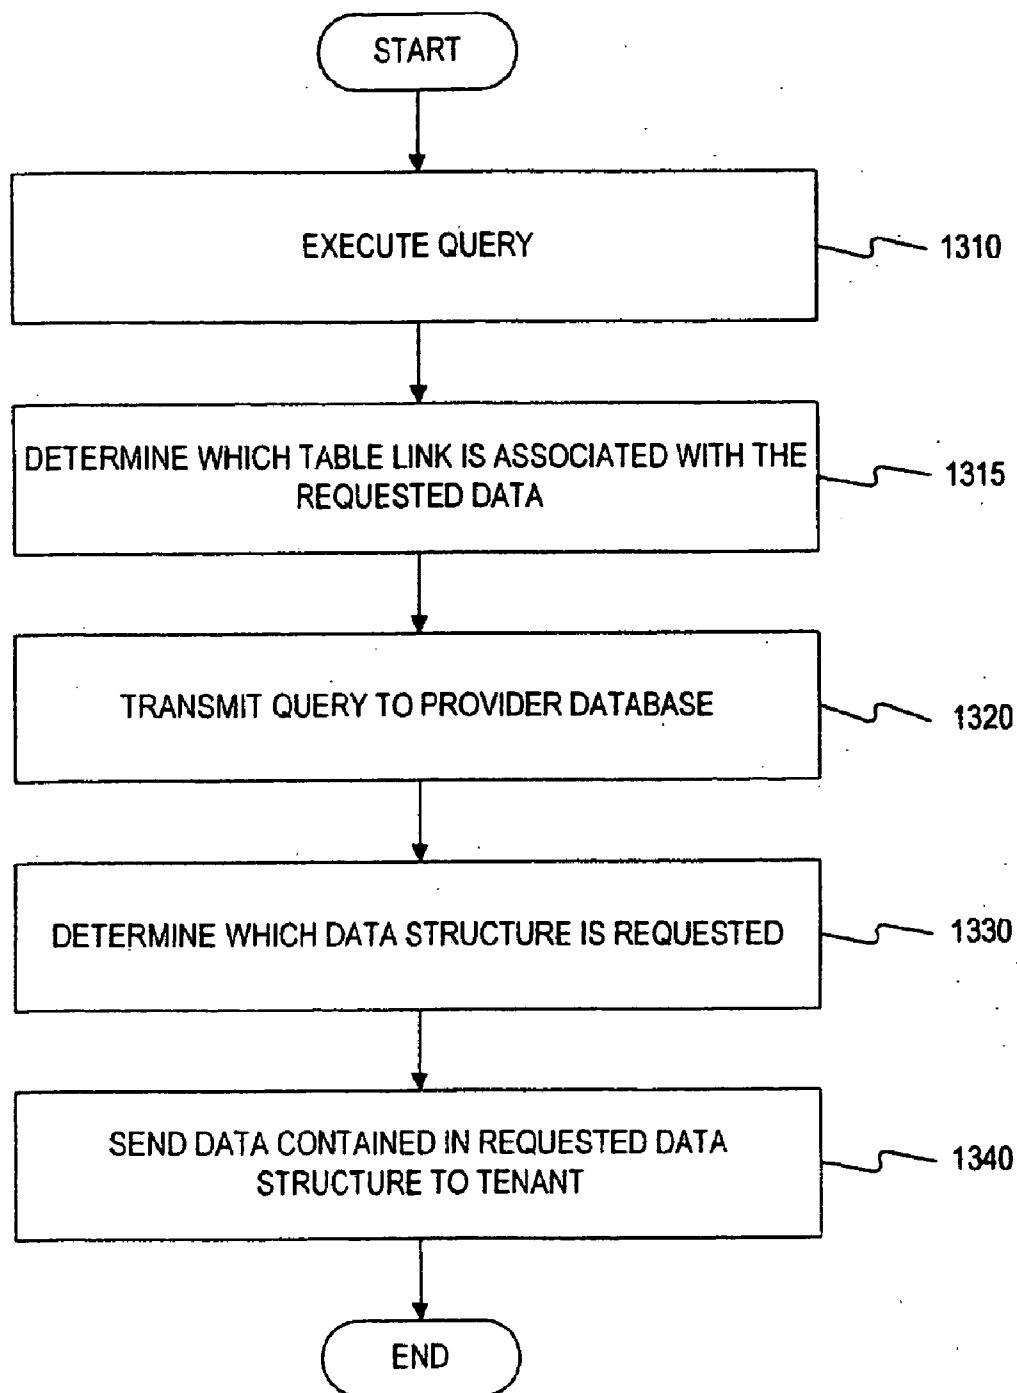 START
EXECUTE QUERY
1310
DETERMINE WHICH TABLE LINK IS ASSOCIATED WITH THE
REQUESTED DATA
1315
TRANSMIT QUERY TO PROVIDER DATABASE
1320
DETERMINE WHICH DATA STRUCTURE IS REQUESTED
1330
SEND DATA CONTAINED IN REQUESTED DATA
STRUCTURE TO TENANT
1340
END